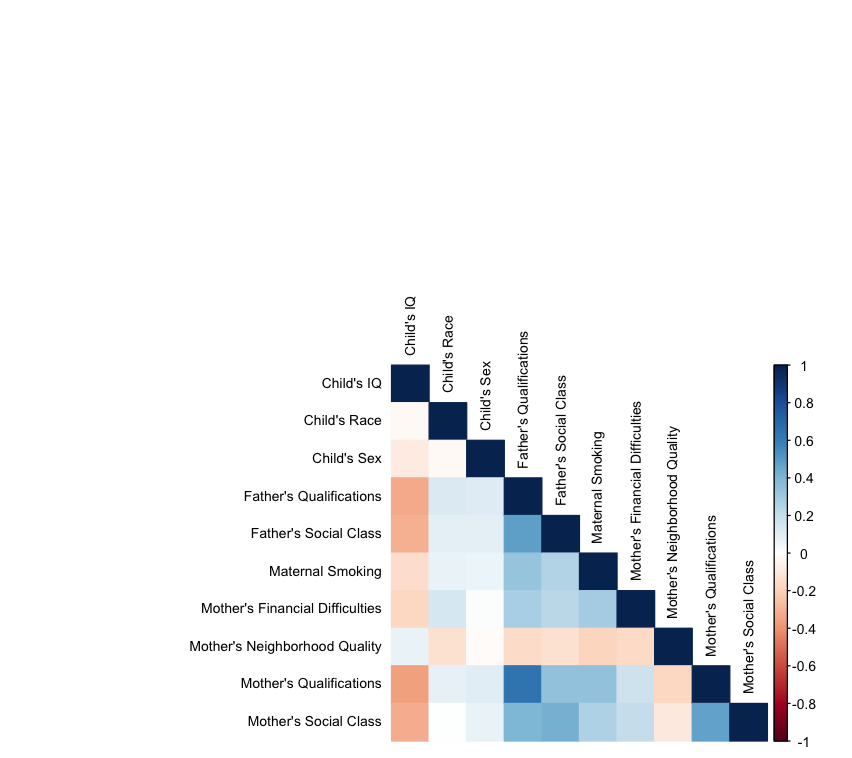 Child's IQ
Child's Race
Child's Sex
Father's Qualifications
Father's Social Class
Maternal Smoking
Mother's Financial Difficulties
Mother's Neighborhood Quality
Mother's Qualifications
Mother's Social Class
Child's IQ
Child's Race
Child's Sex
Father's Qualifications
Father's Social Class
Maternal Smoking
Mother's Financial Difficulties
Mother's Neighborhood Quality
Mother's Qualifications
Mother's Social Class
1
0.8
0.6
0.4
0.2
0
-0.2
-0.4
-0.6
-0.8
-1